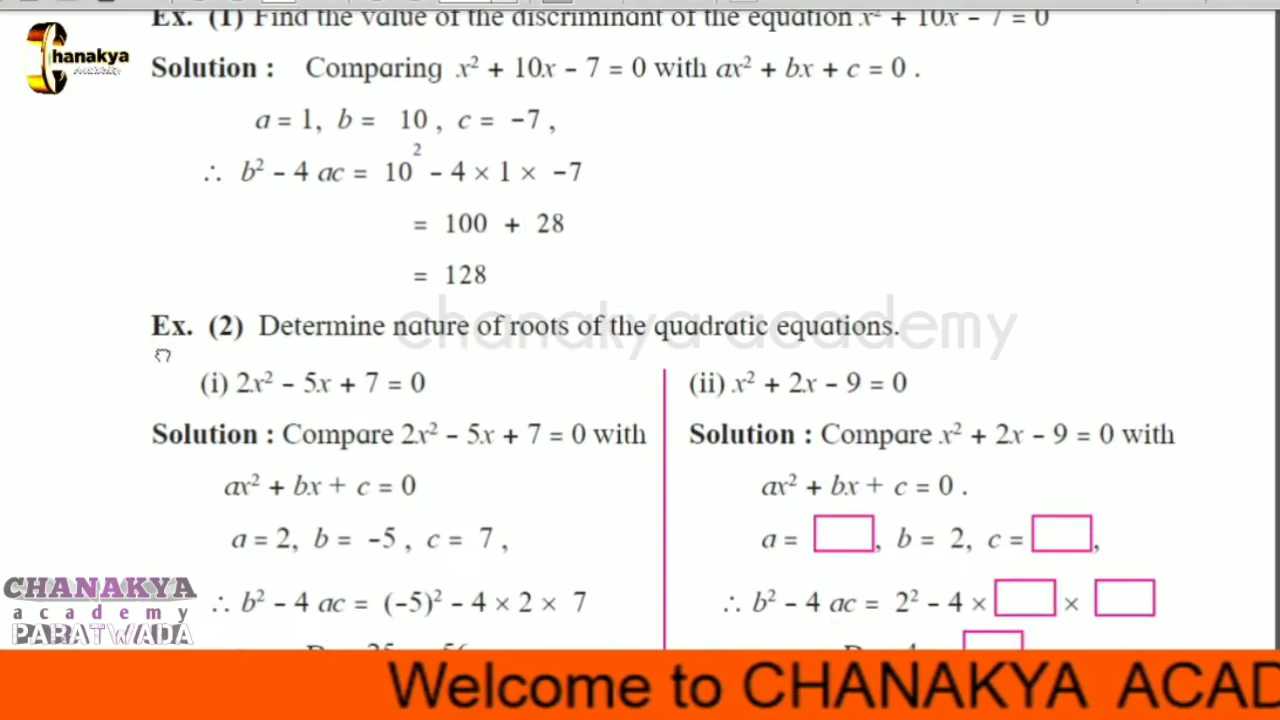 Ex. (1) Find the value of the discriminant of the equation x² + 10x – 7 = 0
Chanakya
Solution : Comparing x² + 10x – 7 = 0 with ax² + bx + c = 0 .
a = 1, b = 10 , c = –7 ,
∴ b² – 4 ac = 10² – 4 × 1 × –7
= 100 + 28
= 128
chanakya academy
Ex. (2) Determine nature of roots of the quadratic equations.
(i) 2x² – 5x + 7 = 0
Solution : Compare 2x² – 5x + 7 = 0 with
ax² + bx + c = 0
a = 2, b = –5 , c = 7 ,
∴ b² – 4 ac = (–5)² – 4 × 2 × 7
(ii) x² + 2x – 9 = 0
Solution : Compare x² + 2x – 9 = 0 with
ax² + bx + c = 0 .
a = , b = 2, c = ,
∴ b² – 4 ac = 2² – 4 × ×
CHANAKYA
academy
PARATWADA
Welcome to CHANAKYA ACAD